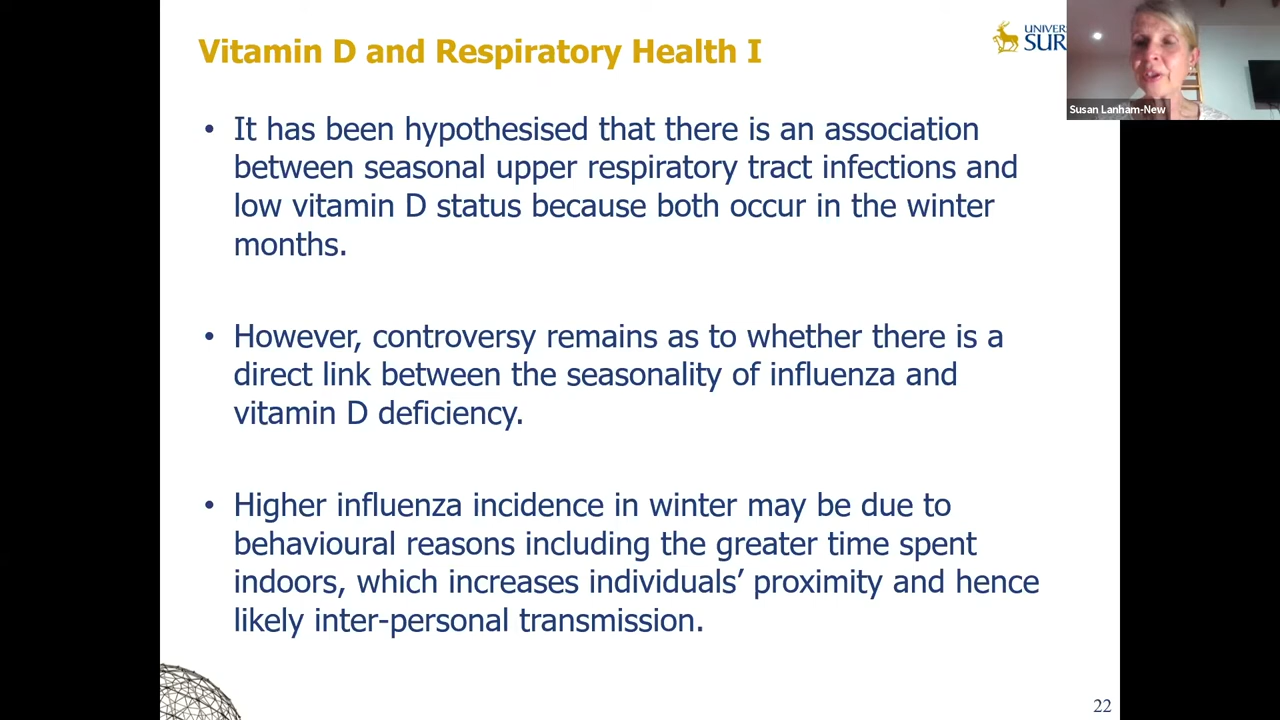 Vitamin D and Respiratory Health I
UNIVER
SUR
Susan Lanham-New
• It has been hypothesised that there is an association
between seasonal upper respiratory tract infections and
low vitamin D status because both occur in the winter
months.
• However, controversy remains as to whether there is a
direct link between the seasonality of influenza and
vitamin D deficiency.
• Higher influenza incidence in winter may be due to
behavioural reasons including the greater time spent
indoors, which increases individuals’ proximity and hence
likely inter-personal transmission.
22